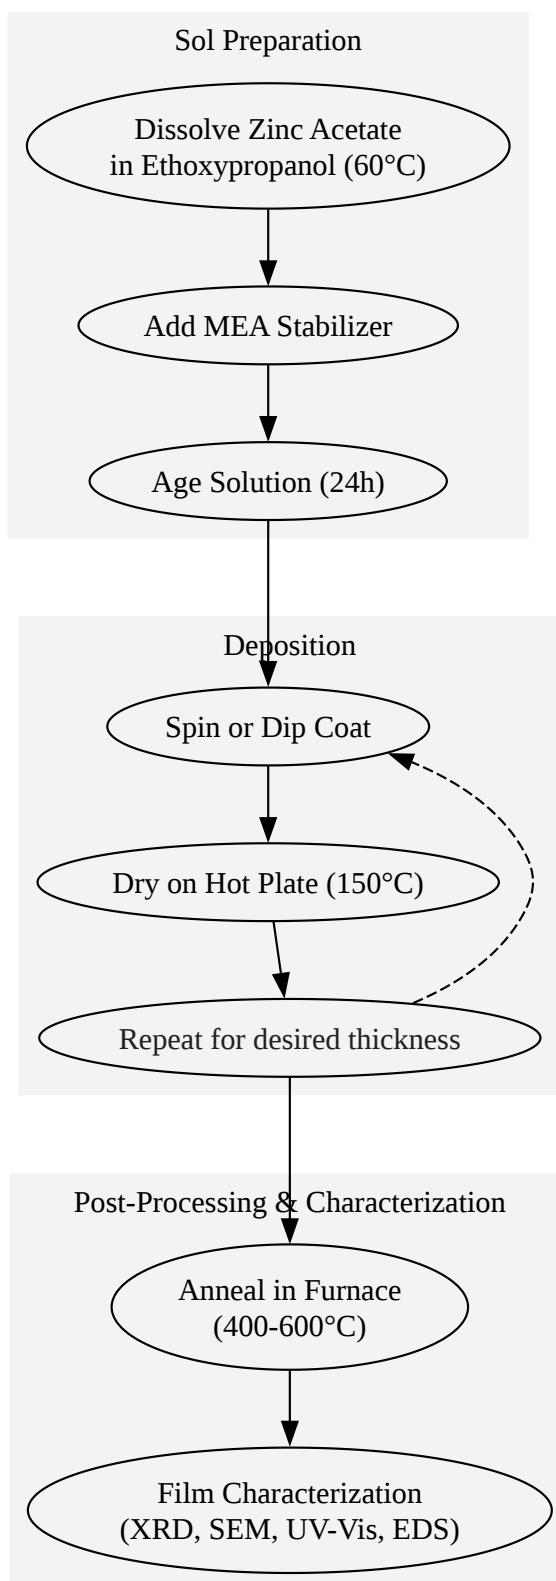 Sol Preparation
Dissolve Zinc Acetate
in Ethoxypropanol (60°C)
Add MEA Stabilizer
Age Solution (24h)
Deposition
Spin or Dip Coat
Dry on Hot Plate (150°C)
Repeat for desired thickness
Post-Processing & Characterization
Anneal in Furnace
(400-600°C)
Film Characterization
(XRD, SEM, UV-Vis, EDS)